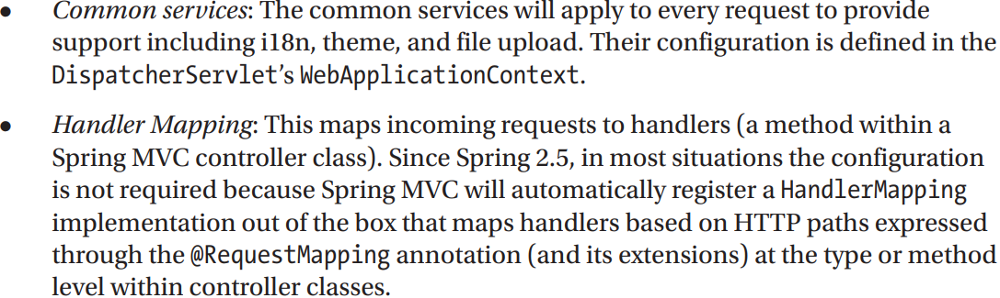 • Common services: The common services will apply to every request to provide
support including i18n, theme, and file upload. Their configuration is defined in the
DispatcherServlet’s WebApplicationContext.
• Handler Mapping: This maps incoming requests to handlers (a method within a
Spring MVC controller class). Since Spring 2.5, in most situations the configuration
is not required because Spring MVC will automatically register a HandlerMapping
implementation out of the box that maps handlers based on HTTP paths expressed
through the @RequestMapping annotation (and its extensions) at the type or method
level within controller classes.